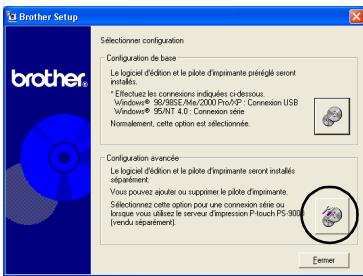 Brother Setup
Sélectionner configuration
brother.
Configuration de base
Le logiciel d'édition et le pilote d'imprimante préréglé seront
installés.
* Effectuez les connexions indiquées ci-dessous.
Windows® 98/98SE/Me/2000 Pro/XP : Connexion USB
Windows® 95/NT 4.0 : Connexion série
Normalement, cette option est sélectionnée.
Configuration avancée
Le logiciel d'édition et le pilote d'imprimante seront installés
séparément.
Vous pouvez ajouter ou supprimer le pilote d'imprimante.
Sélectionnez cette option pour une connexion série ou
lorsque vous utilisez le serveur d'impression P-touch PS-9000
(vendu séparément).
Fermer